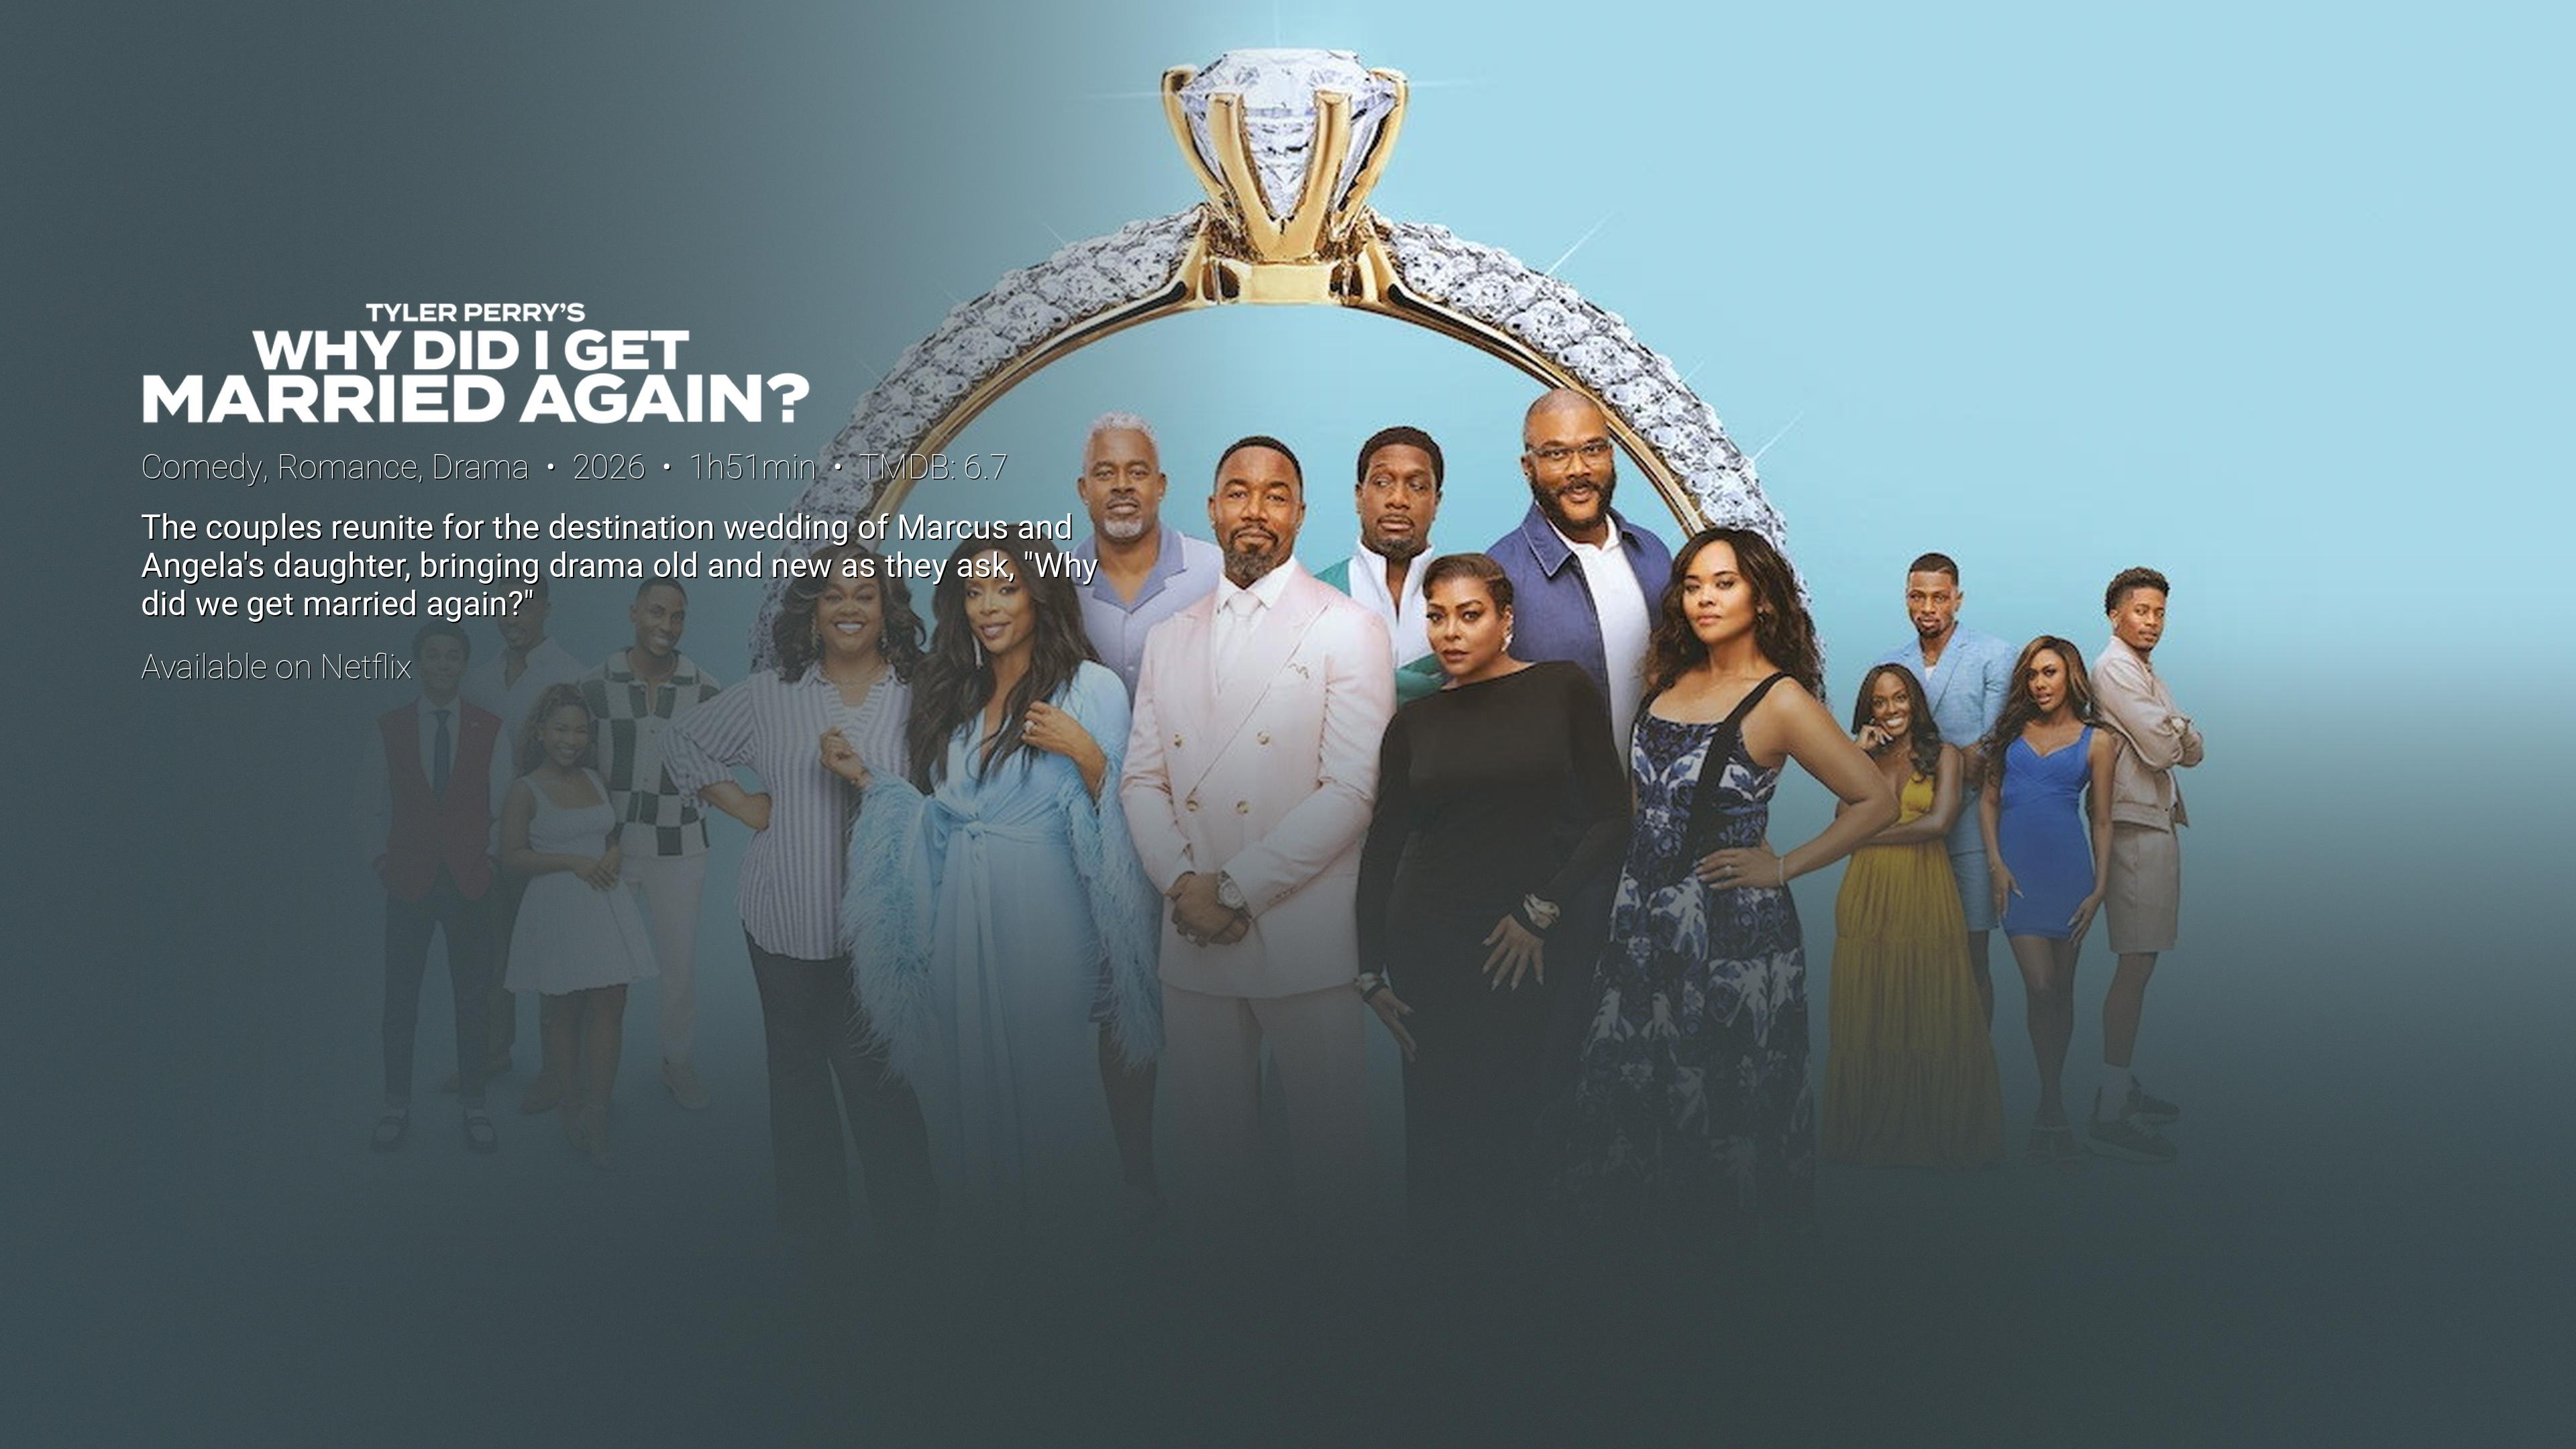 TYLER PERRY'S
WHY DID I GET
MARRIED AGAIN?
Comedy, Romance, Drama • 2026 • 1h51min • TMDB: 6.7
The couples reunite for the destination wedding of Marcus and
Angela's daughter, bringing drama old and new as they ask, "Why
did we get married again?"
Available on Netflix